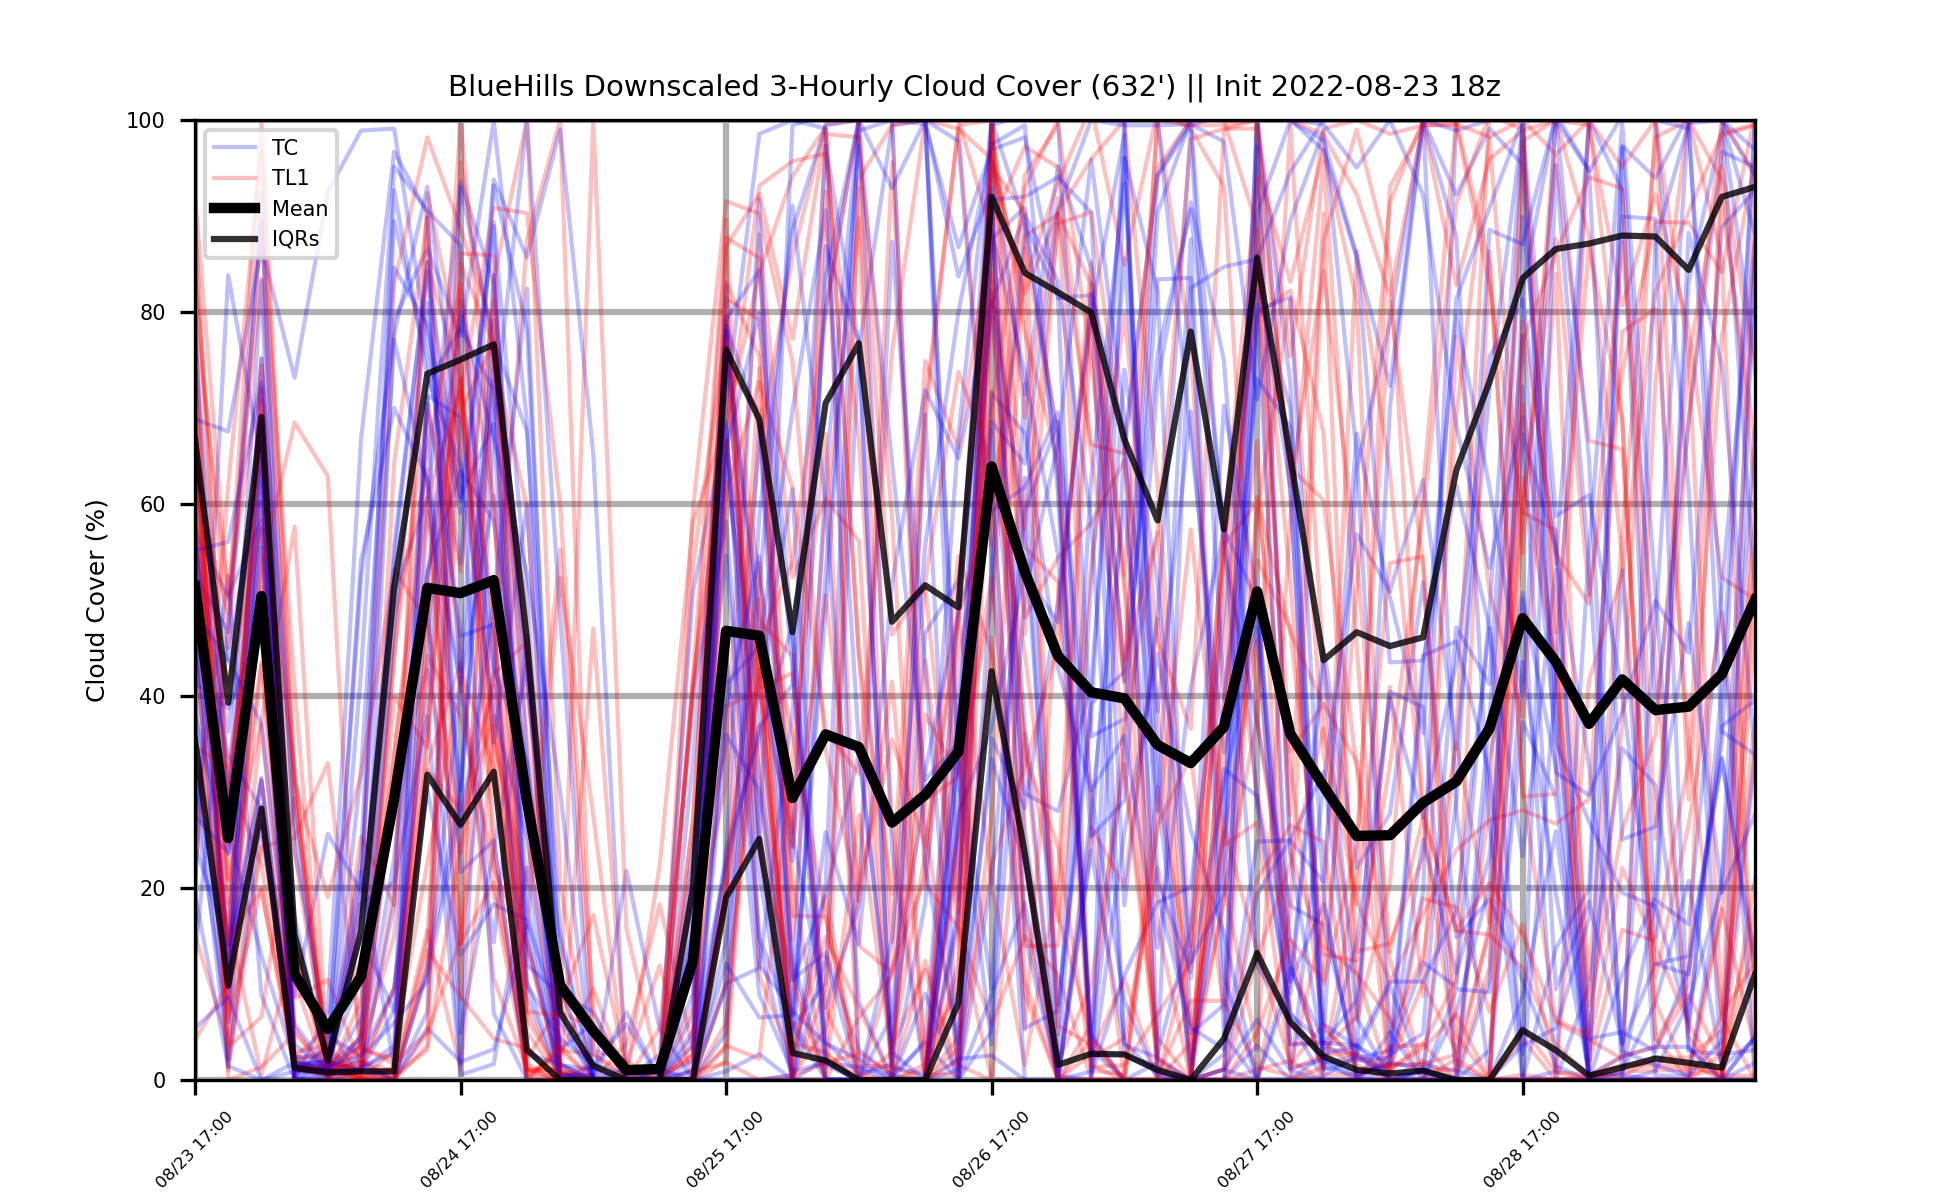 BlueHills Downscaled 3-Hourly Cloud Cover (632') || Init 2022-08-23 18z
Cloud Cover (%)
100
80
60
40
20
0
TC
TL1
Mean
IQRs
08/23 17:00
08/24 17:00
08/25 17:00
08/26 17:00
08/27 17:00
08/28 17:00